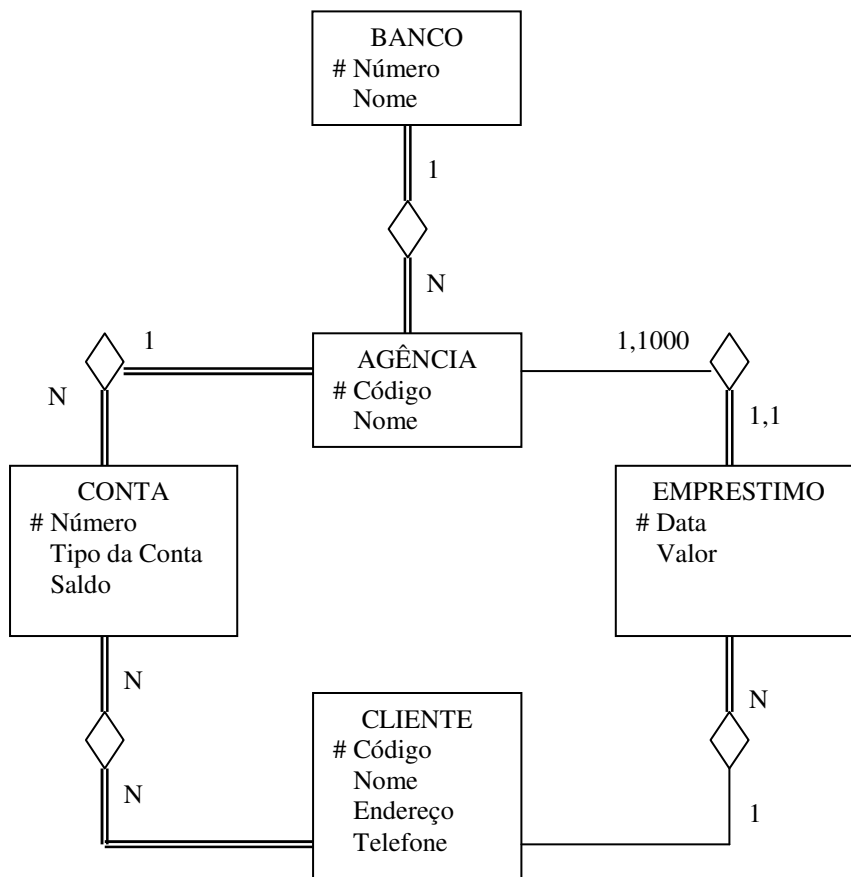 BANCO
# Número
Nome
1
N
1
1,1000
AGÊNCIA
# Código
Nome
N
1,1
CONTA
# Número
Tipo da Conta
Saldo
EMPRESTIMO
# Data
Valor
N
N
CLIENTE
# Código
Nome
Endereço
Telefone
N
1